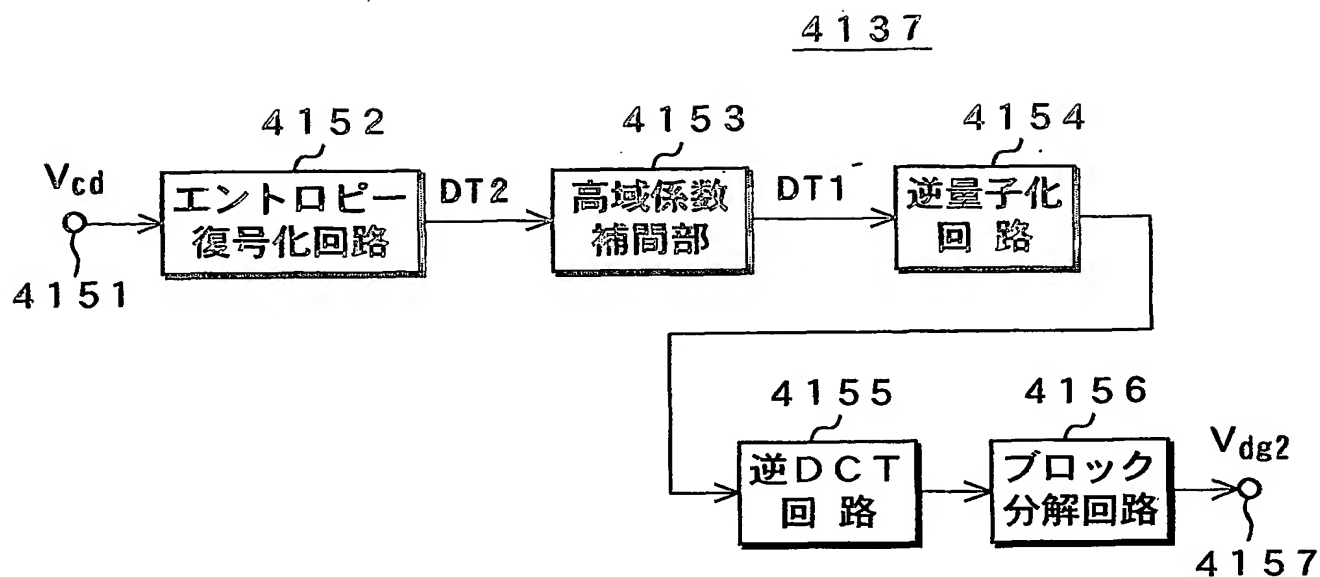 4137
4152
4153
4154
Vcd
エントロピー
復号化回路
DT2
高域係数
補間部
DT1
逆量子化
回路
4151
4155
4156
逆DCT
回路
ブロック
分解回路
Vdg2
4157